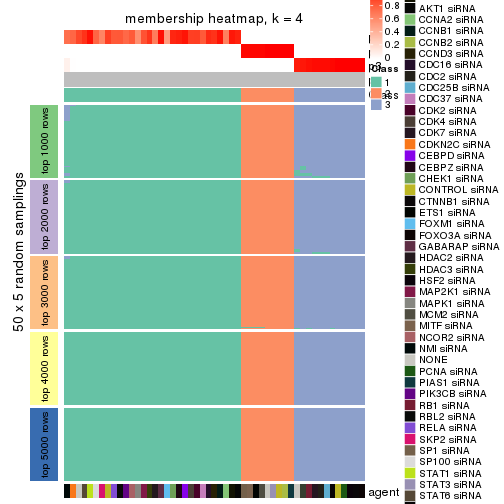 membership heatmap, k = 4
50 x 5 random samplings
top 1000 rows
top 2000 rows
top 3000 rows
top 4000 rows
top 5000 rows
p3
agent
0.8
0.6
0.4
0.2
0
Class
1
3
AKT1 siRNA
CCNA2 siRNA
CCNB1 siRNA
CCNB2 siRNA
CCND3 siRNA
CDC16 siRNA
CDC2 siRNA
CDC25B siRNA
CDC37 siRNA
CDK2 siRNA
CDK4 siRNA
CDK7 siRNA
CDKN2C siRNA
CEBPD siRNA
CEBPZ siRNA
CHEK1 siRNA
CONTROL siRNA
CTNNB1 siRNA
ETS1 siRNA
FOXM1 siRNA
FOXO3A siRNA
GABARAP siRNA
HDAC2 siRNA
HDAC3 siRNA
HSF2 siRNA
MAP2K1 siRNA
MAPK1 siRNA
MCM2 siRNA
MITF siRNA
NCOR2 siRNA
NMI siRNA
NONE
PCNA siRNA
PIAS1 siRNA
PIK3CB siRNA
RB1 siRNA
RBL2 siRNA
RELA siRNA
SKP2 siRNA
SP1 siRNA
SP100 siRNA
STAT1 siRNA
STAT3 siRNA
STAT6 siRNA